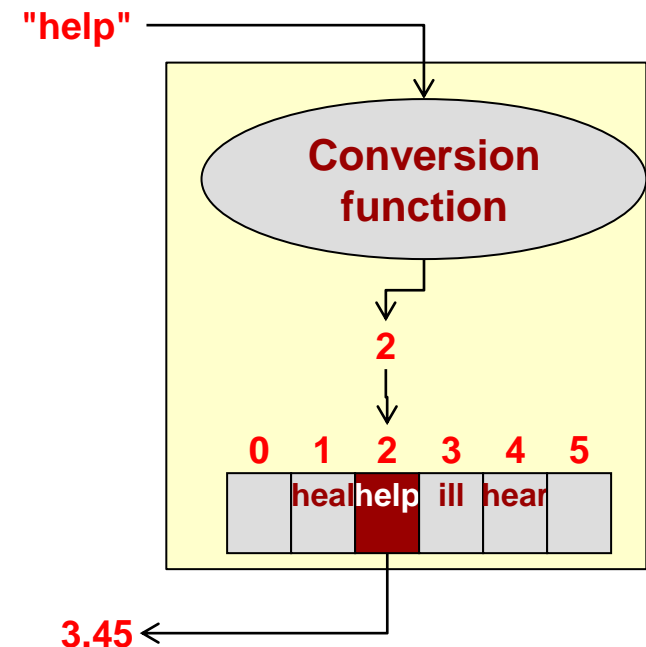 "help"
Conversion
function
2
0 1 2 3 4 5
heal help ill hear
3.45